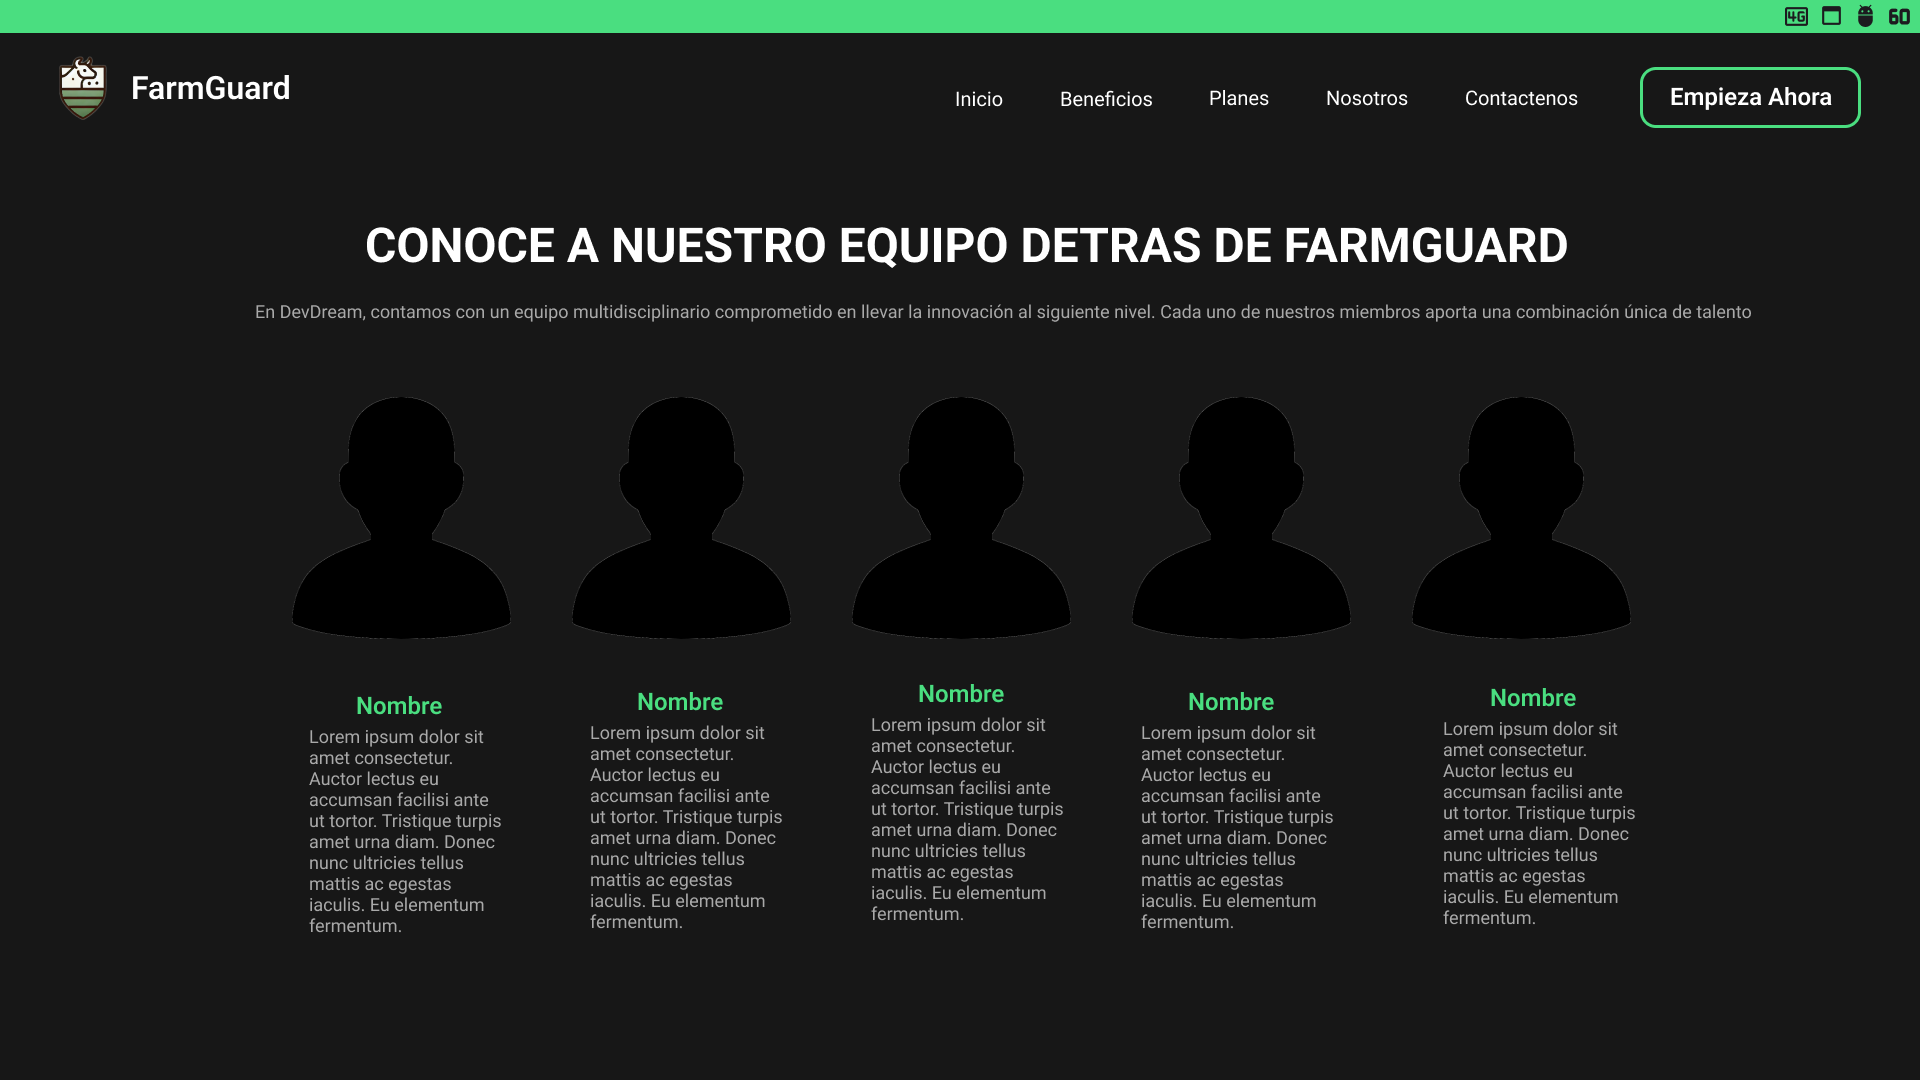 4G 60
FarmGuard
Inicio Beneficios Planes Nosotros Contactenos Empieza Ahora
CONOCE A NUESTRO EQUIPO DETRAS DE FARMGUARD
En DevDream, contamos con un equipo multidisciplinario comprometido en llevar la innovación al siguiente nivel. Cada uno de nuestros miembros aporta una combinación única de talento
Nombre
Lorem ipsum dolor sit
amet consectetur.
Auctor lectus eu
accumsan facilisi ante
ut tortor. Tristique turpis
amet urna diam. Donec
nunc ultricies tellus
mattis ac egestas
iaculis. Eu elementum
fermentum.
Nombre
Lorem ipsum dolor sit
amet consectetur.
Auctor lectus eu
accumsan facilisi ante
ut tortor. Tristique turpis
amet urna diam. Donec
nunc ultricies tellus
mattis ac egestas
iaculis. Eu elementum
fermentum.
Nombre
Lorem ipsum dolor sit
amet consectetur.
Auctor lectus eu
accumsan facilisi ante
ut tortor. Tristique turpis
amet urna diam. Donec
nunc ultricies tellus
mattis ac egestas
iaculis. Eu elementum
fermentum.
Nombre
Lorem ipsum dolor sit
amet consectetur.
Auctor lectus eu
accumsan facilisi ante
ut tortor. Tristique turpis
amet urna diam. Donec
nunc ultricies tellus
mattis ac egestas
iaculis. Eu elementum
fermentum.
Nombre
Lorem ipsum dolor sit
amet consectetur.
Auctor lectus eu
accumsan facilisi ante
ut tortor. Tristique turpis
amet urna diam. Donec
nunc ultricies tellus
mattis ac egestas
iaculis. Eu elementum
fermentum.